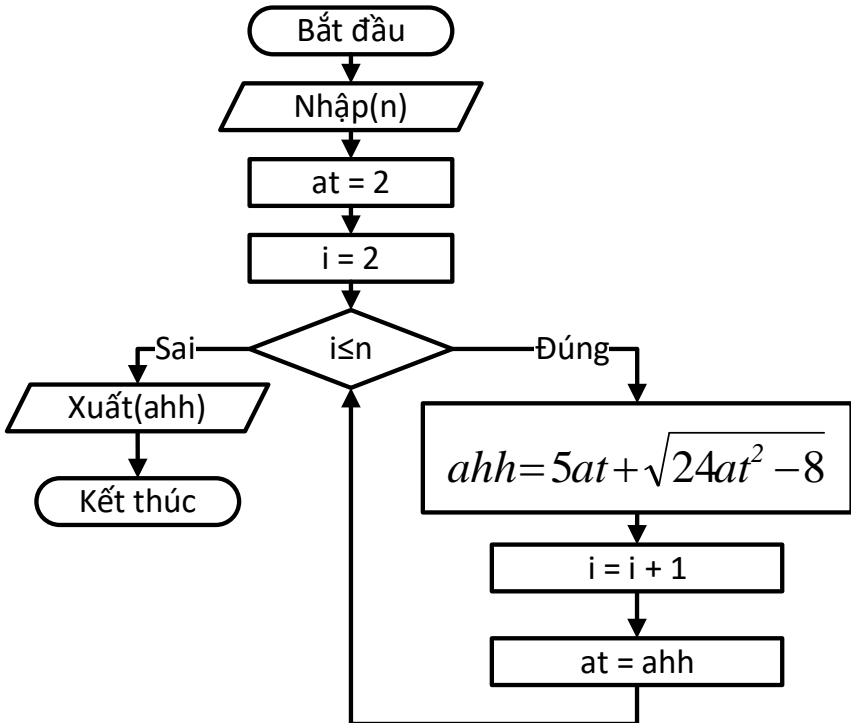 Bắt đầu
Nhập(n)
at = 2
i = 2
i≤n
Sai
Đúng
Xuất(ahh)
Kết thúc
ahh = 5at + √(24at² − 8)
i = i + 1
at = ahh